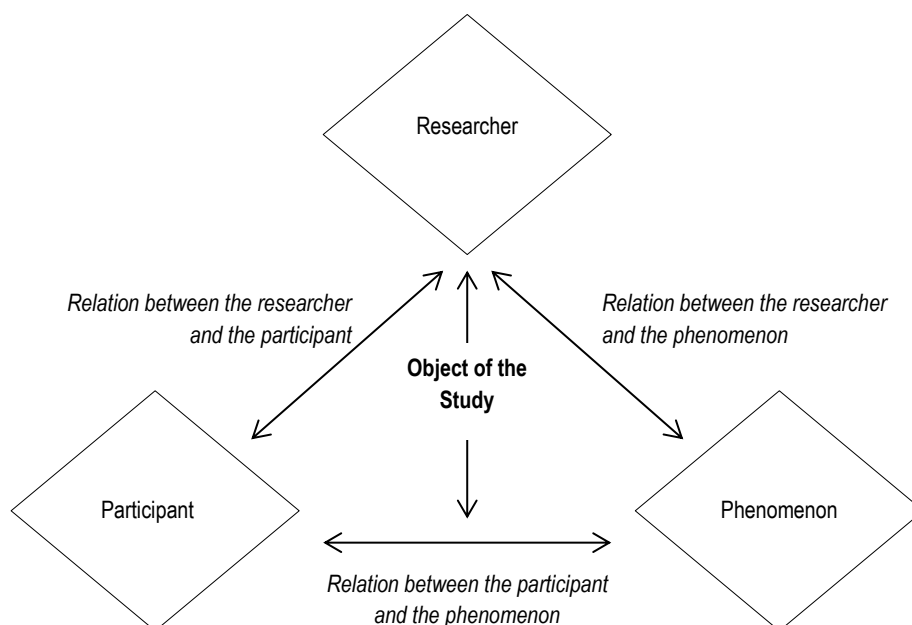 Researcher
Relation between the researcher
and the participant
Relation between the researcher
and the phenomenon
Object of the
Study
Participant
Phenomenon
Relation between the participant
and the phenomenon